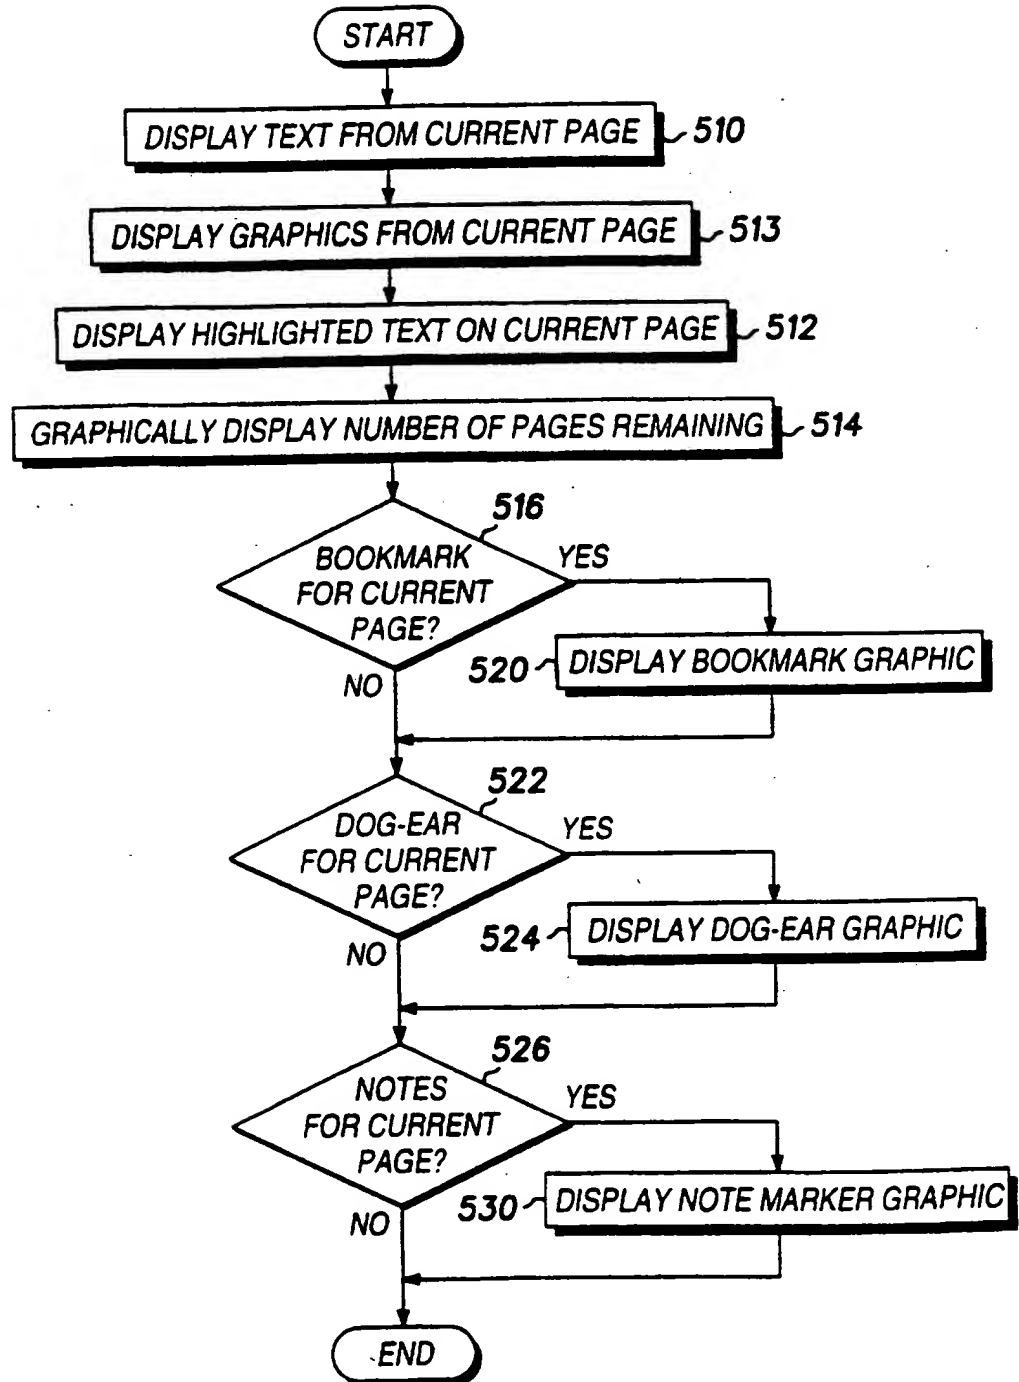 START
DISPLAY TEXT FROM CURRENT PAGE
510
DISPLAY GRAPHICS FROM CURRENT PAGE
513
DISPLAY HIGHLIGHTED TEXT ON CURRENT PAGE
512
GRAPHICALLY DISPLAY NUMBER OF PAGES REMAINING
514
516
BOOKMARK
FOR CURRENT
PAGE?
YES
NO
520
DISPLAY BOOKMARK GRAPHIC
522
DOG-EAR
FOR CURRENT
PAGE?
YES
NO
524
DISPLAY DOG-EAR GRAPHIC
526
NOTES
FOR CURRENT
PAGE?
YES
NO
530
DISPLAY NOTE MARKER GRAPHIC
END